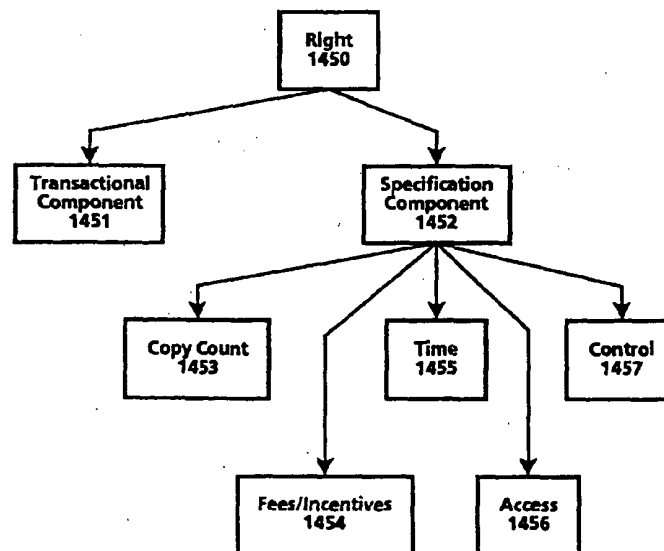 Right
1450
Transactional
Component
1451
Specification
Component
1452
Copy Count
1453
Time
1455
Control
1457
Fees/Incentives
1454
Access
1456